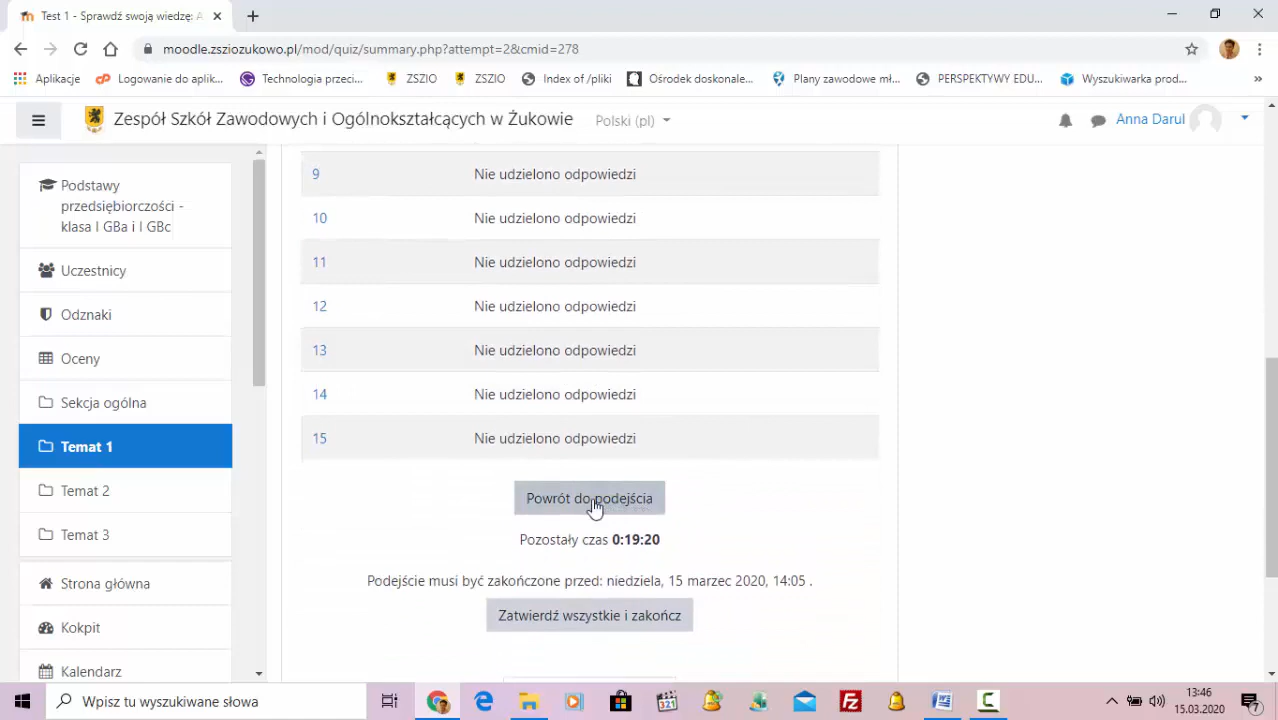 Test 1 - Sprawdź swoją wiedzę: A
moodle.zsziozukowo.pl/mod/quiz/summary.php?attempt=2&cmid=278
Aplikacje
Logowanie do aplik...
Technologia przeci...
ZSZIO
ZSZIO
Index of /pliki
Ośrodek doskonale...
Plany zawodowe mł...
PERSPEKTYWY EDU...
Wyszukiwarka prod...
»
Zespół Szkół Zawodowych i Ogólnokształcących w Żukowie
Polski (pl)
Anna Darul
Podstawy
przedsiębiorczości -
klasa I GBa i I GBc
Uczestnicy
Odznaki
Oceny
Sekcja ogólna
Temat 1
Temat 2
Temat 3
Strona główna
Kokpit
Kalendarz
9 Nie udzielono odpowiedzi
10 Nie udzielono odpowiedzi
11 Nie udzielono odpowiedzi
12 Nie udzielono odpowiedzi
13 Nie udzielono odpowiedzi
14 Nie udzielono odpowiedzi
15 Nie udzielono odpowiedzi
Powrót do podejścia
Pozostały czas 0:19:20
Podejście musi być zakończone przed: niedziela, 15 marzec 2020, 14:05 .
Zatwierdź wszystkie i zakończ
Wpisz tu wyszukiwane słowa
321
13:46
15.03.2020
7